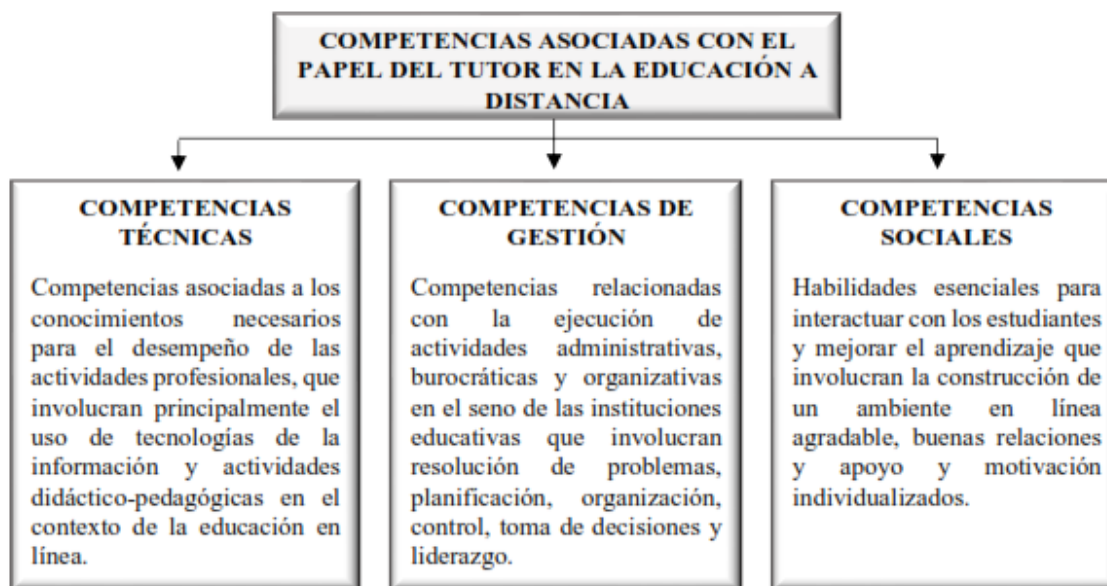 COMPETENCIAS ASOCIADAS CON EL
PAPEL DEL TUTOR EN LA EDUCACIÓN A
DISTANCIA
COMPETENCIAS
TÉCNICAS
Competencias asociadas a los
conocimientos necesarios
para el desempeño de las
actividades profesionales, que
involucran principalmente el
uso de tecnologías de la
información y actividades
didáctico-pedagógicas en el
contexto de la educación en
línea.
COMPETENCIAS DE
GESTIÓN
Competencias relacionadas
con la ejecución de
actividades administrativas,
burocráticas y organizativas
en el seno de las instituciones
educativas que involucran
resolución de problemas,
planificación, organización,
control, toma de decisiones y
liderazgo.
COMPETENCIAS
SOCIALES
Habilidades esenciales para
interactuar con los estudiantes
y mejorar el aprendizaje que
involucran la construcción de
un ambiente en línea
agradable, buenas relaciones
y apoyo y motivación
individualizados.